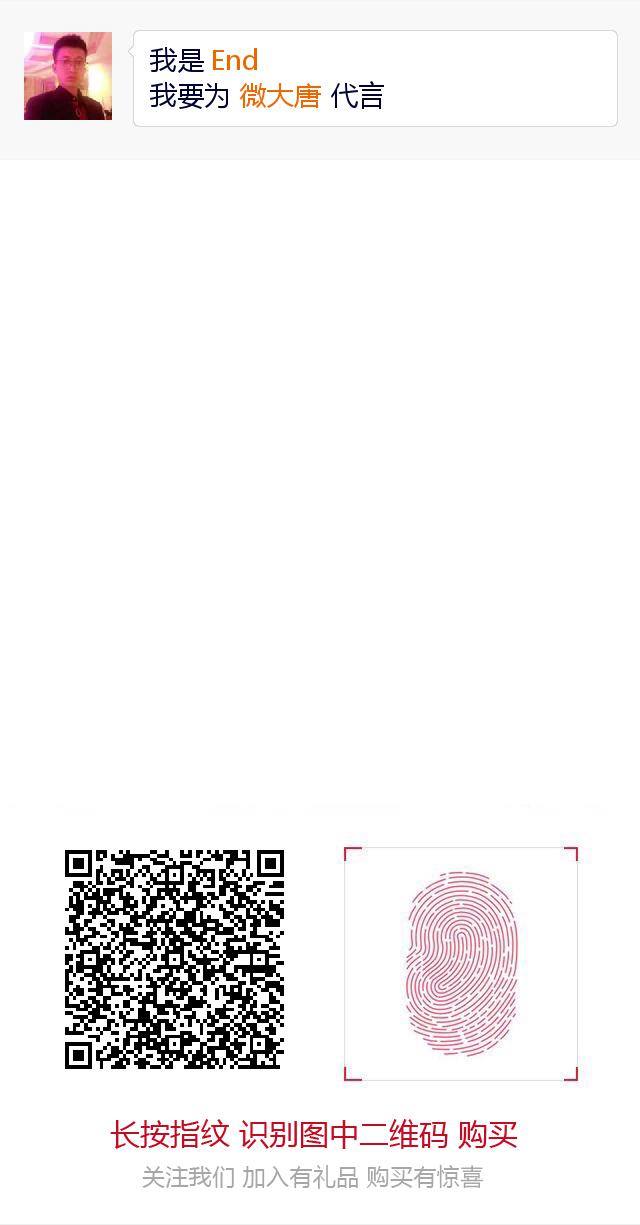 我是 End
我要为 微大唐 代言
长按指纹 识别图中二维码 购买
关注我们 加入有礼品 购买有惊喜